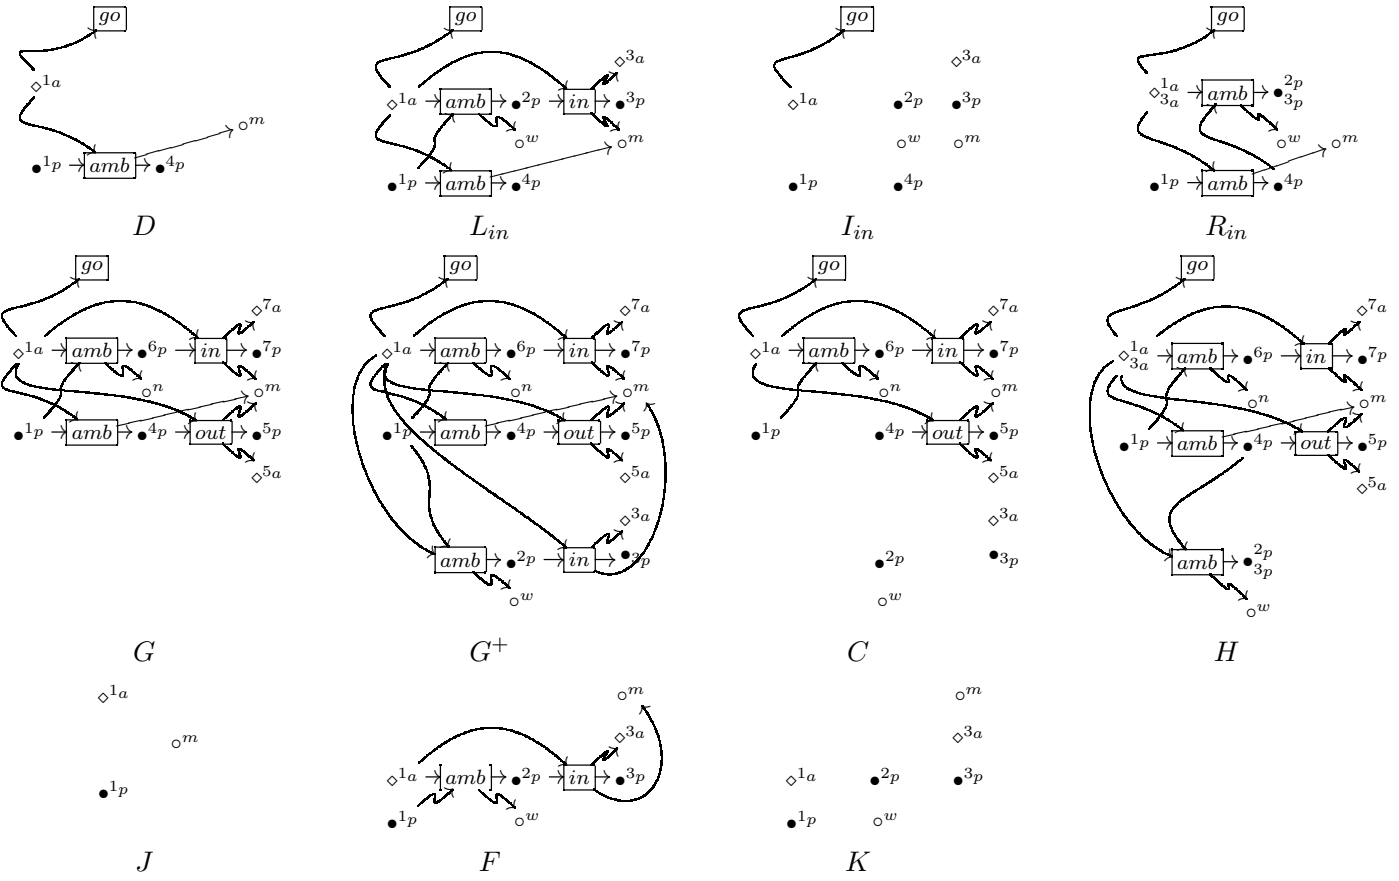 go go go go
1a m
1p amb 4p
1a amb 2p in 3a 3p
w m
1p amb 4p
3a
1a 2p 3p
w m
1p 4p
1a 3a amb 2p 3p
w m
1p amb 4p
D L_in I_in R_in
go go go go
7a
1a amb 6p in 7p
n m
1p amb 4p out 5p
5a
7a
1a amb 6p in 7p
n m
1p amb 4p out 5p
5a
3a
amb 2p in 3p
w
7a
1a amb 6p in 7p
n m
1p 4p out 5p
5a
3a
2p 3p
w
7a
1a 3a amb 6p in 7p
n m
1p amb 4p out 5p
5a
amb 2p 3p
w
G G^+ C H
1a
m
1p
m
3a
1a amb 2p in 3p
1p w
m
3a
1a 2p 3p
1p w
J F K